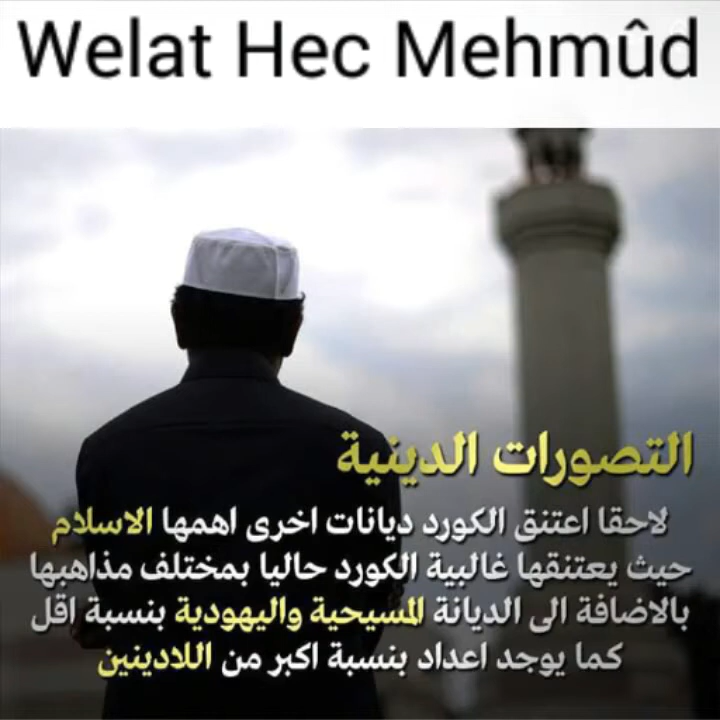 Welat Hec Mehmûd
التصورات الدينية
لاحقا اعتنق الكورد ديانات اخرى اهمها الاسلام
حيث يعتنقها غالبية الكورد حاليا بمختلف مذاهبها
بالاضافة الى الديانة المسيحية واليهودية بنسبة اقل
كما يوجد اعداد بنسبة اكبر من اللادينين